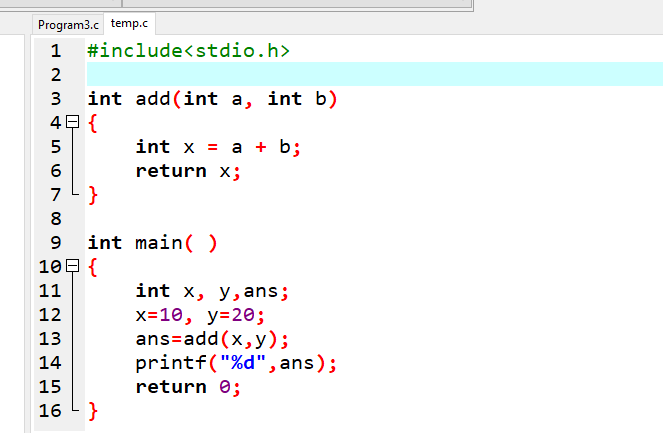 Program3.c temp.c
1 #include<stdio.h>
2
3 int add(int a, int b)
4 {
5 int x = a + b;
6 return x;
7 }
8
9 int main( )
10 {
11 int x, y,ans;
12 x=10, y=20;
13 ans=add(x,y);
14 printf("%d",ans);
15 return 0;
16 }